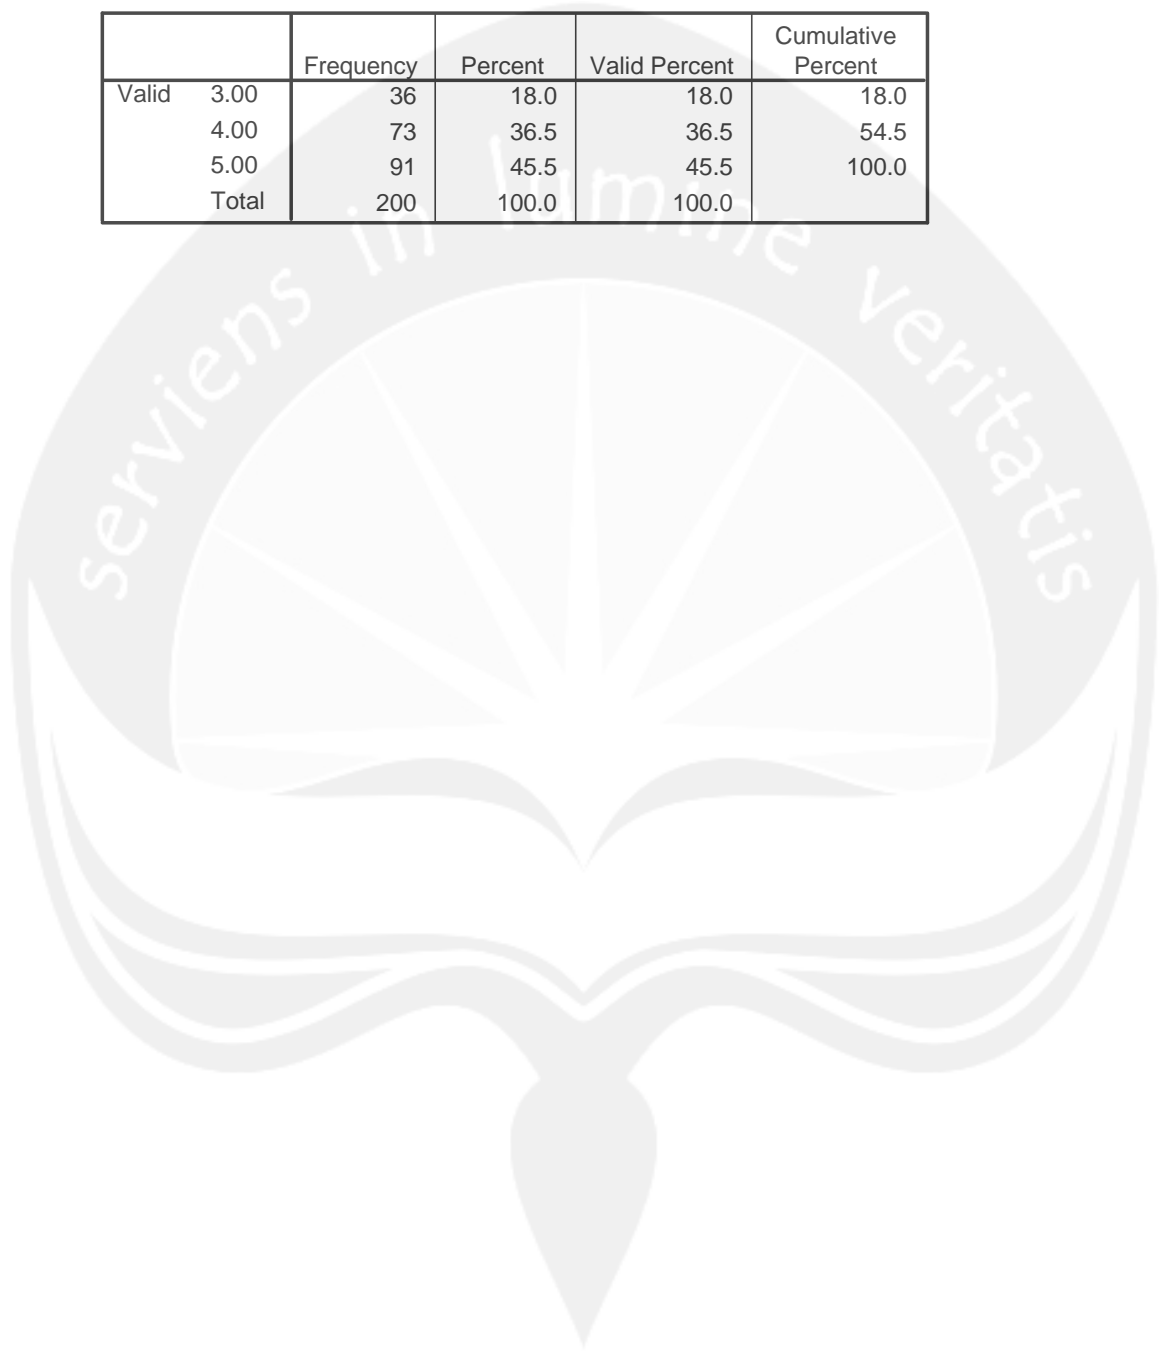 Cumulative
Frequency Percent Valid Percent Percent
Valid 3.00 36 18.0 18.0 18.0
4.00 73 36.5 36.5 54.5
5.00 91 45.5 45.5 100.0
Total 200 100.0 100.0
serviens in lumine veritatis